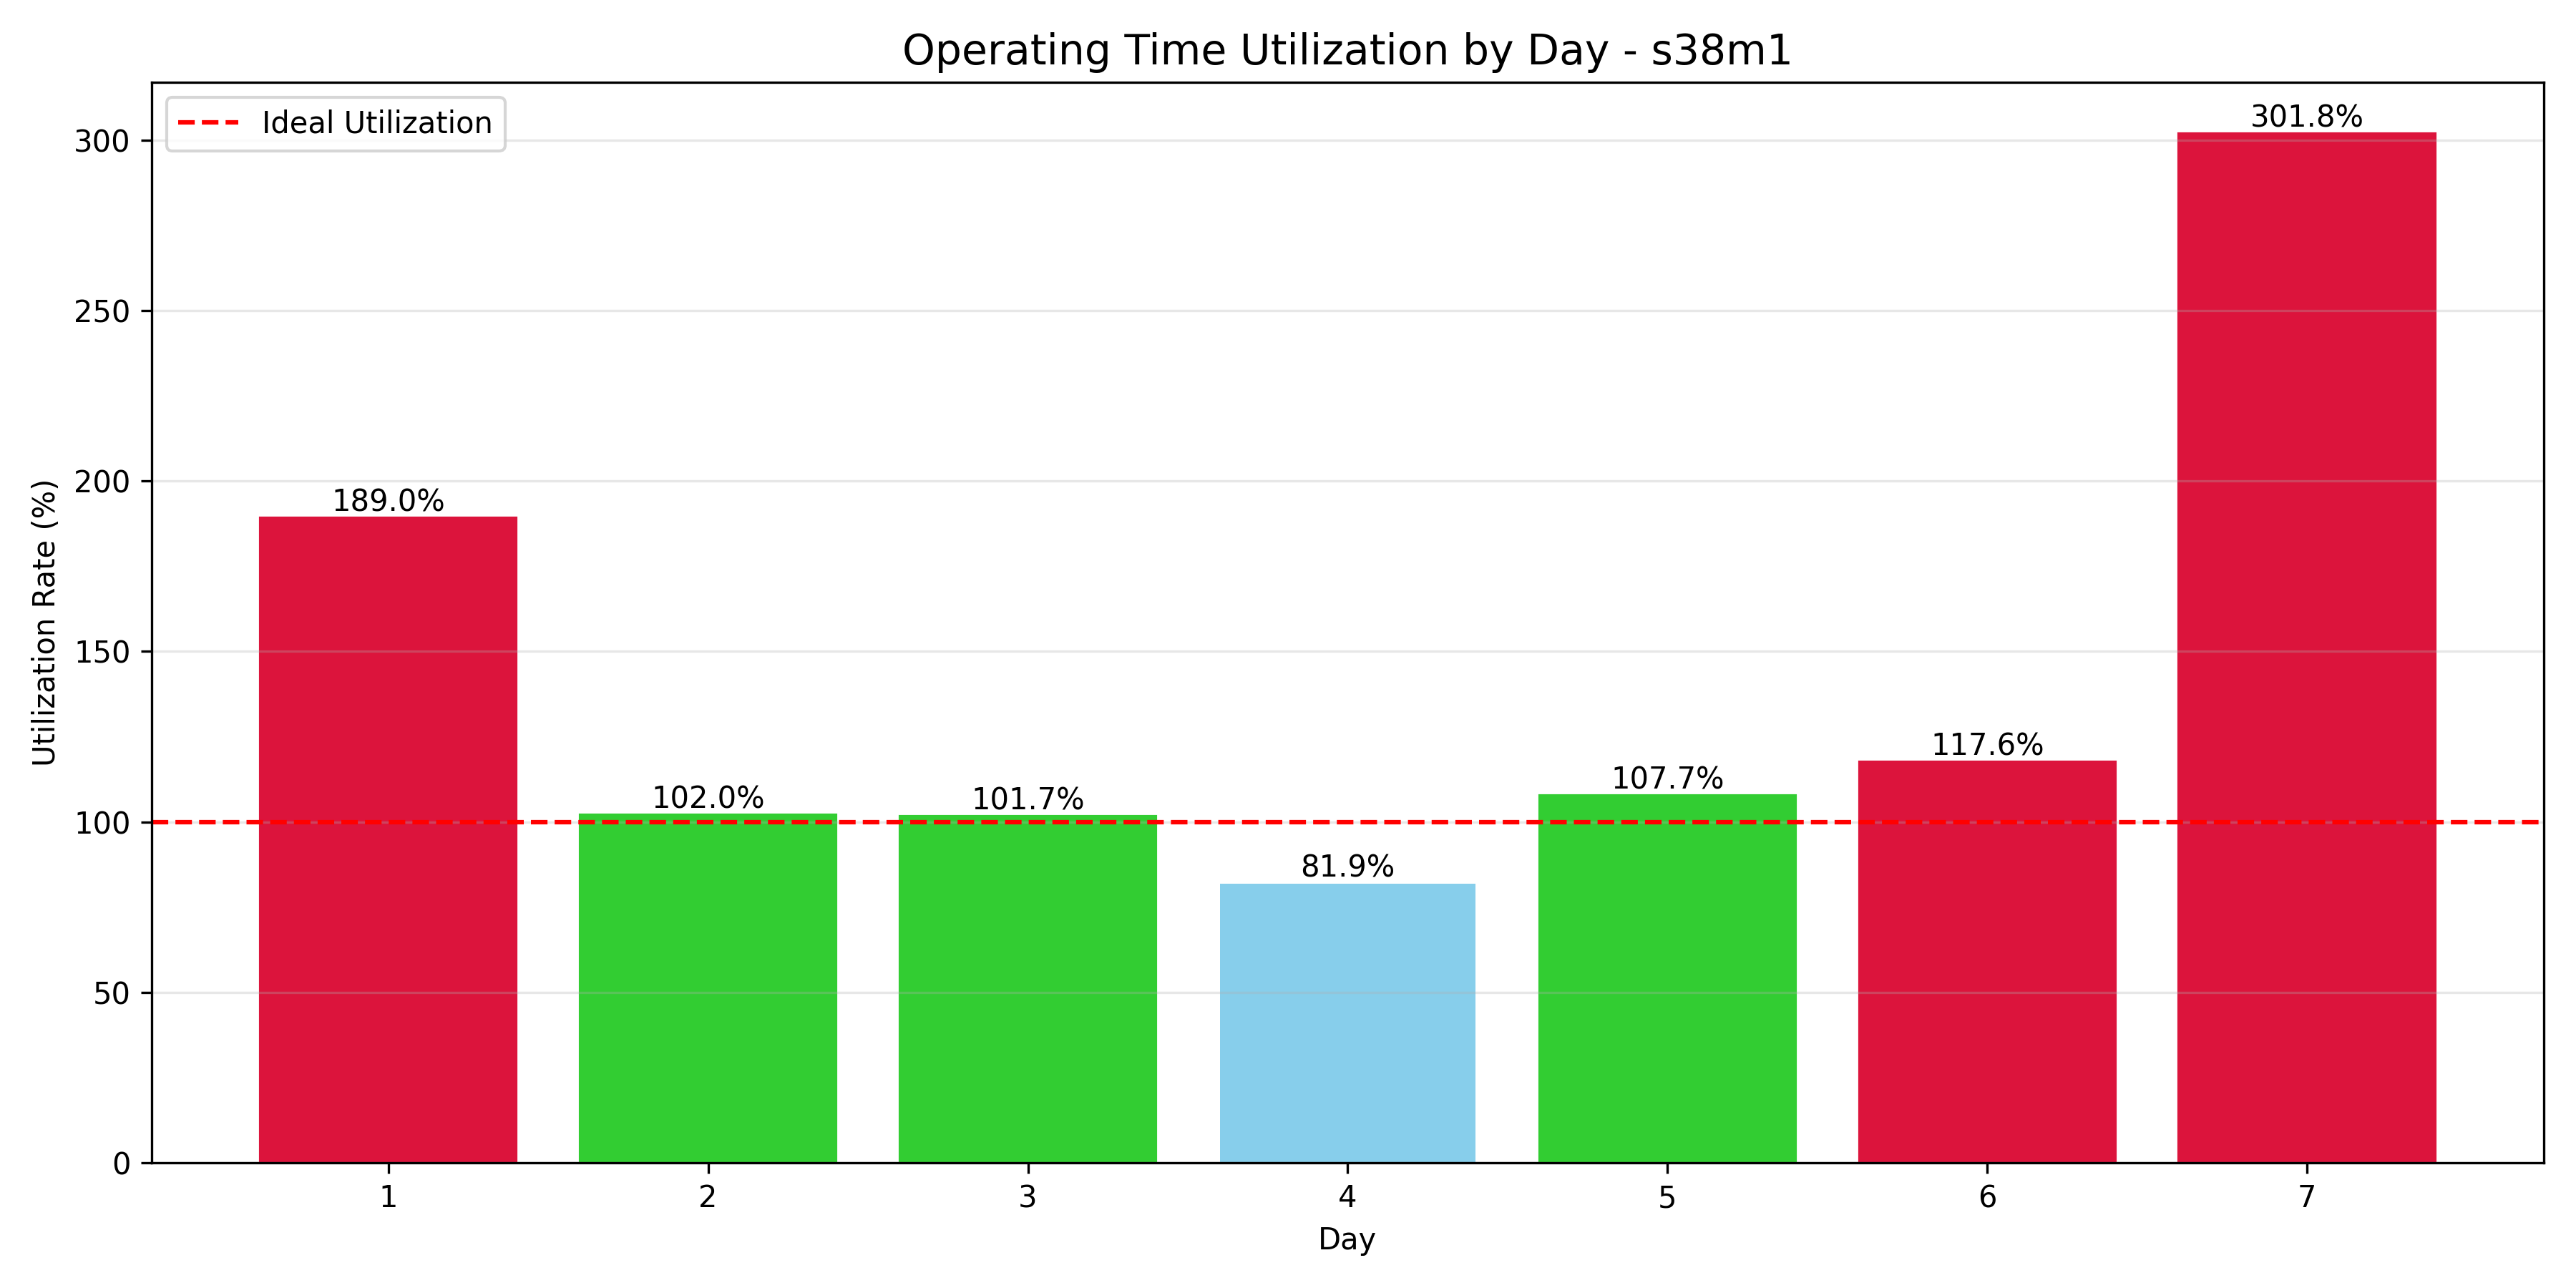 Operating Time Utilization by Day - s38m1
Ideal Utilization
Utilization Rate (%)
300
250
200
150
100
50
0
189.0%
102.0%
101.7%
81.9%
107.7%
117.6%
301.8%
1 2 3 4 5 6 7
Day